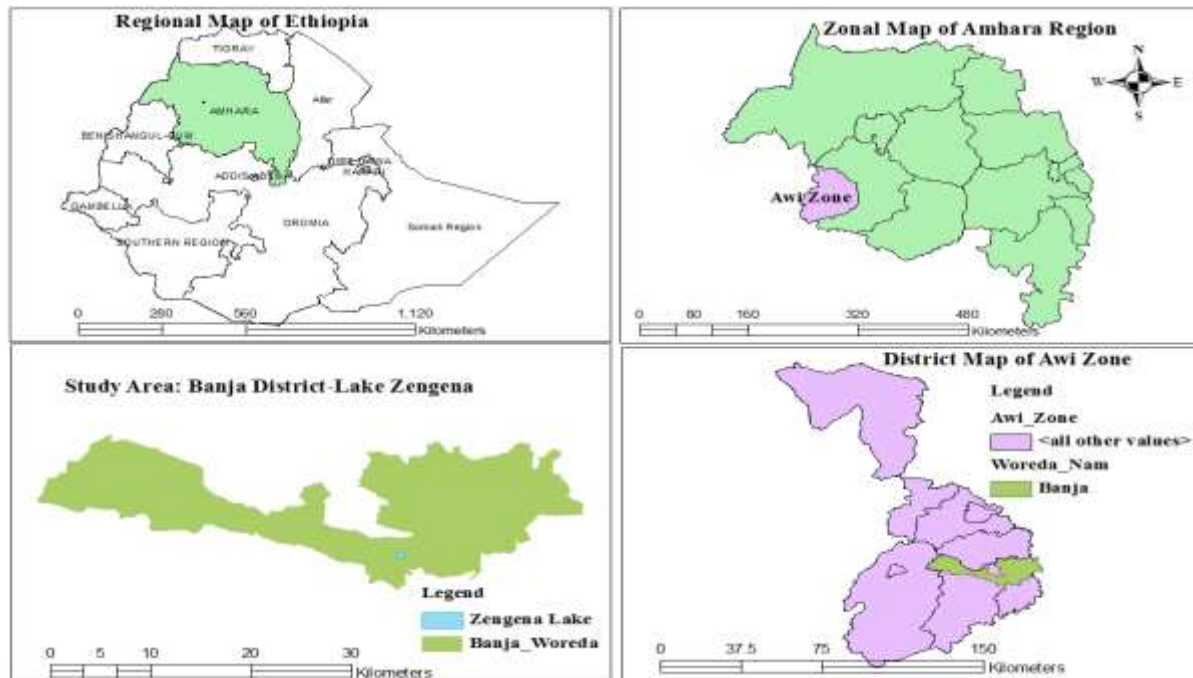 Regional Map of Ethiopia
TIGRAY
Afar
AMHARA
BENISHANGUL-GUM
DIRE DAWA
HARARI
ADDIS ABEBA
GAMBELLA
OROMIA
SOUTHERN REGION
Somali Region
0 280 560 1,120
Kilometers
Zonal Map of Amhara Region
N
W E
S
Awi Zone
0 80 160 320 480
Kilometers
Study Area: Banja District-Lake Zengena
Legend
Zengena Lake
Banja_Woreda
0 5 10 20 30
Kilometers
District Map of Awi Zone
Legend
Awi_Zone
<all other values>
Woreda_Nam
Banja
0 37.5 75 150
Kilometers